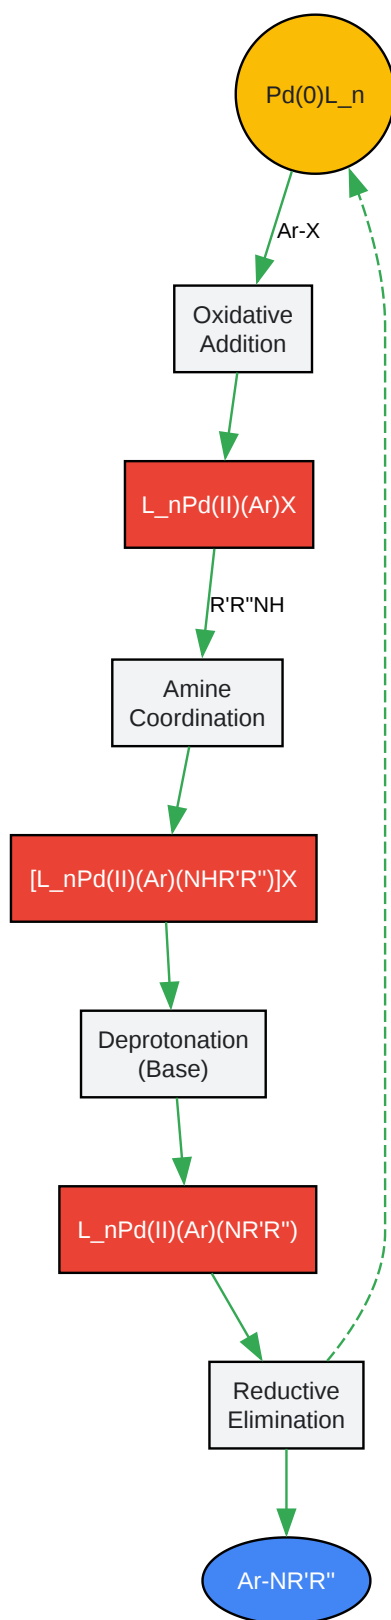 Pd(0)L_n
Ar-X
Oxidative
Addition
L_nPd(II)(Ar)X
R'R''NH
Amine
Coordination
[L_nPd(II)(Ar)(NHR'R'')]X
Deprotonation
(Base)
L_nPd(II)(Ar)(NR'R'')
Reductive
Elimination
Ar-NR'R''